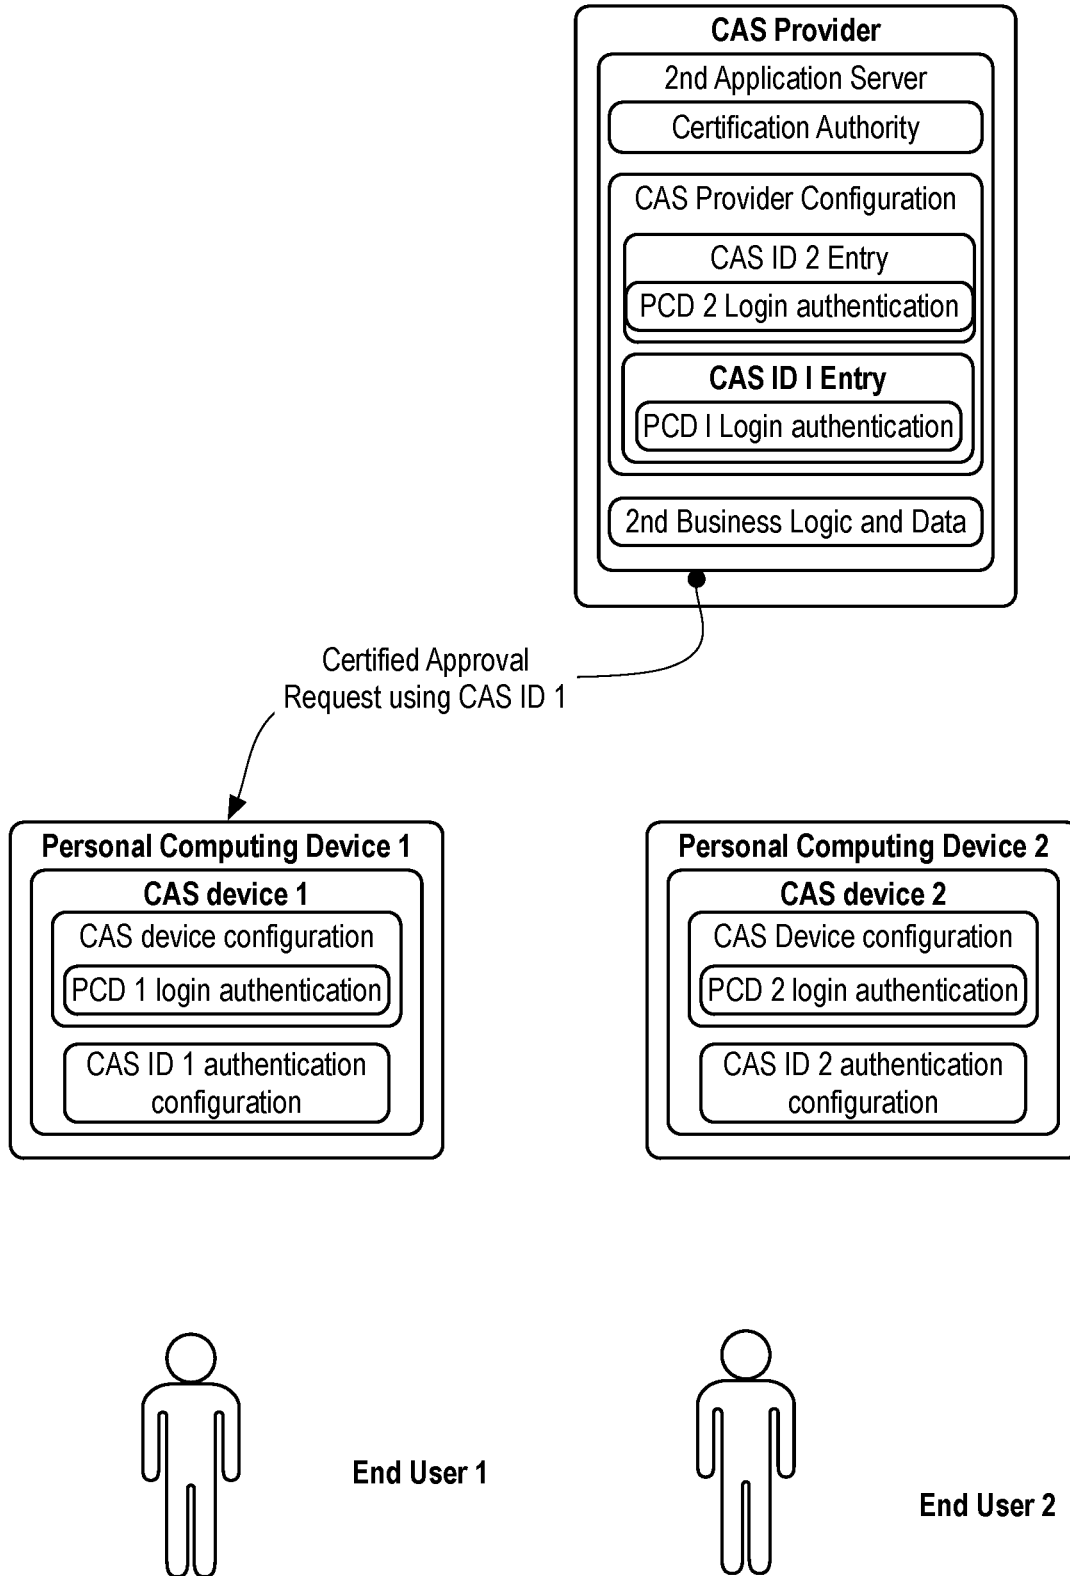 CAS Provider
2nd Application Server
Certification Authority
CAS Provider Configuration
CAS ID 2 Entry
PCD 2 Login authentication
CAS ID I Entry
PCD I Login authentication
2nd Business Logic and Data
Certified Approval
Request using CAS ID 1
Personal Computing Device 1
CAS device 1
CAS device configuration
PCD 1 login authentication
CAS ID 1 authentication
configuration
Personal Computing Device 2
CAS device 2
CAS Device configuration
PCD 2 login authentication
CAS ID 2 authentication
configuration
End User 1
End User 2